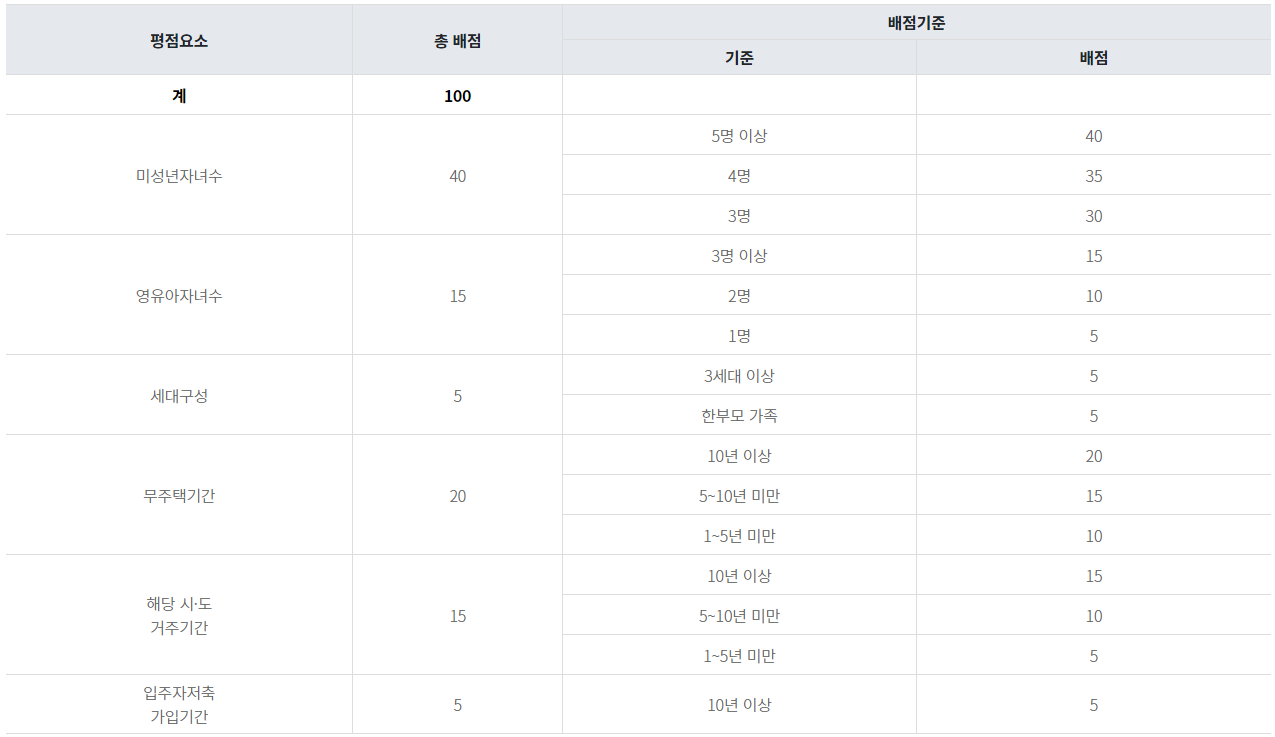 평점요소
총 배점
배점기준
기준
배점
계
100
미성년자녀수
40
5명 이상
40
4명
35
3명
30
영유아자녀수
15
3명 이상
15
2명
10
1명
5
세대구성
5
3세대 이상
5
한부모 가족
5
무주택기간
20
10년 이상
20
5~10년 미만
15
1~5년 미만
10
해당 시·도
거주기간
15
10년 이상
15
5~10년 미만
10
1~5년 미만
5
입주자저축
가입기간
5
10년 이상
5